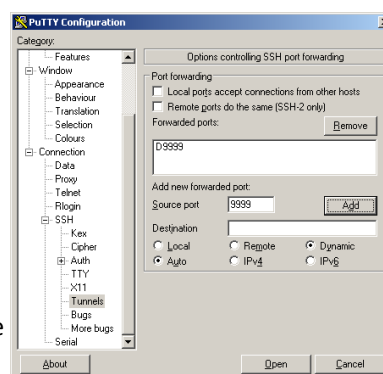 PuTTY Configuration
Category:
Features
Window
Appearance
Behaviour
Translation
Selection
Colours
Connection
Data
Proxy
Telnet
Rlogin
SSH
Kex
Cipher
Auth
TTY
X11
Tunnels
Bugs
More bugs
Serial
Options controlling SSH port forwarding
Port forwarding
Local ports accept connections from other hosts
Remote ports do the same (SSH-2 only)
Forwarded ports:
Remove
D9999
Add new forwarded port:
Source port 9999 Add
Destination
Local Remote Dynamic
Auto IPv4 IPv6
About Open Cancel